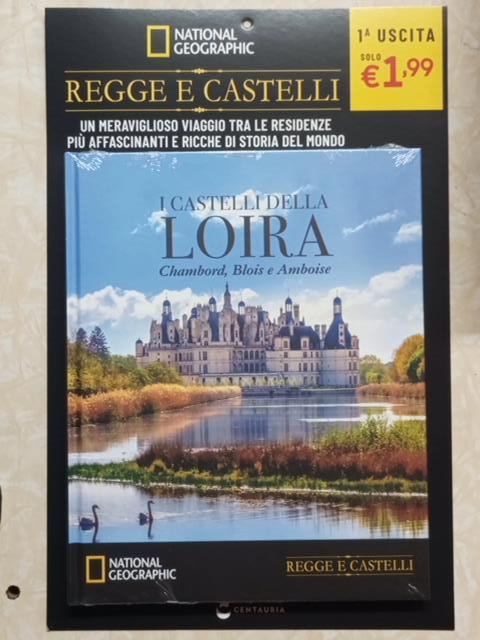 NATIONAL
GEOGRAPHIC
1ᴬ USCITA
SOLO
€1,99
REGGE E CASTELLI
UN MERAVIGLIOSO VIAGGIO TRA LE RESIDENZE
PIÙ AFFASCINANTI E RICCHE DI STORIA DEL MONDO
I CASTELLI DELLA
LOIRA
Chambord, Blois e Amboise
NATIONAL
GEOGRAPHIC
REGGE E CASTELLI
CENTAURIA